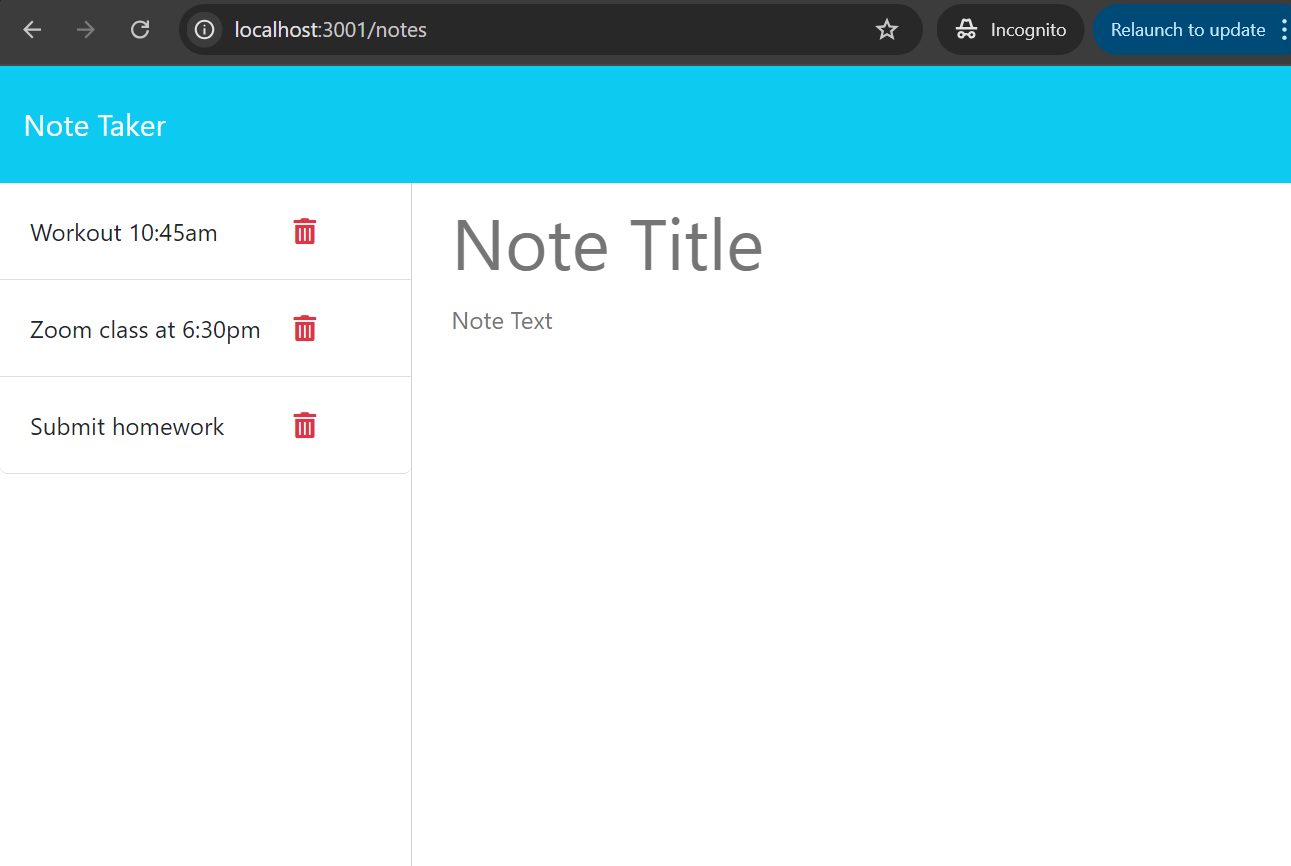 localhost:3001/notes
Incognito
Relaunch to update
Note Taker
Workout 10:45am
Zoom class at 6:30pm
Submit homework
Note Title
Note Text